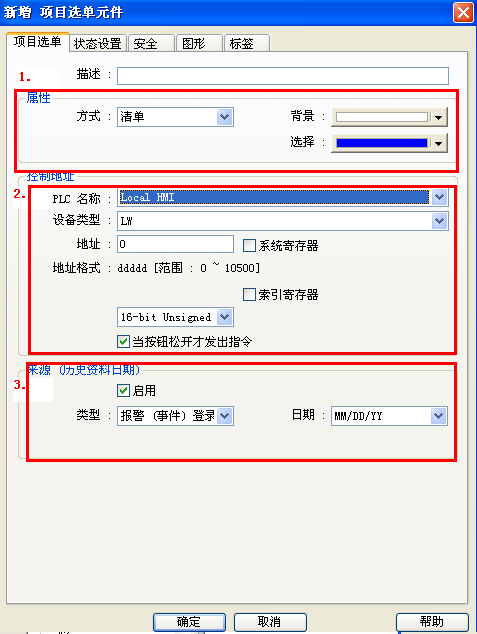 新增 项目选单元件
项目选单 状态设置 安全 图形 标签
描述 :
1.
属性
方式 : 清单 背景 :
选择 :
控制地址
2.
PLC 名称 : Local HMI
设备类型 : LW
地址 : 0 系统寄存器
地址格式 : ddddd [范围 : 0 ~ 10500]
索引寄存器
16-bit Unsigned
当按钮松开才发出指令
来源 (历史资料日期)
3.
启用
类型 : 报警 (事件) 登录 日期 : MM/DD/YY
确定 取消 帮助